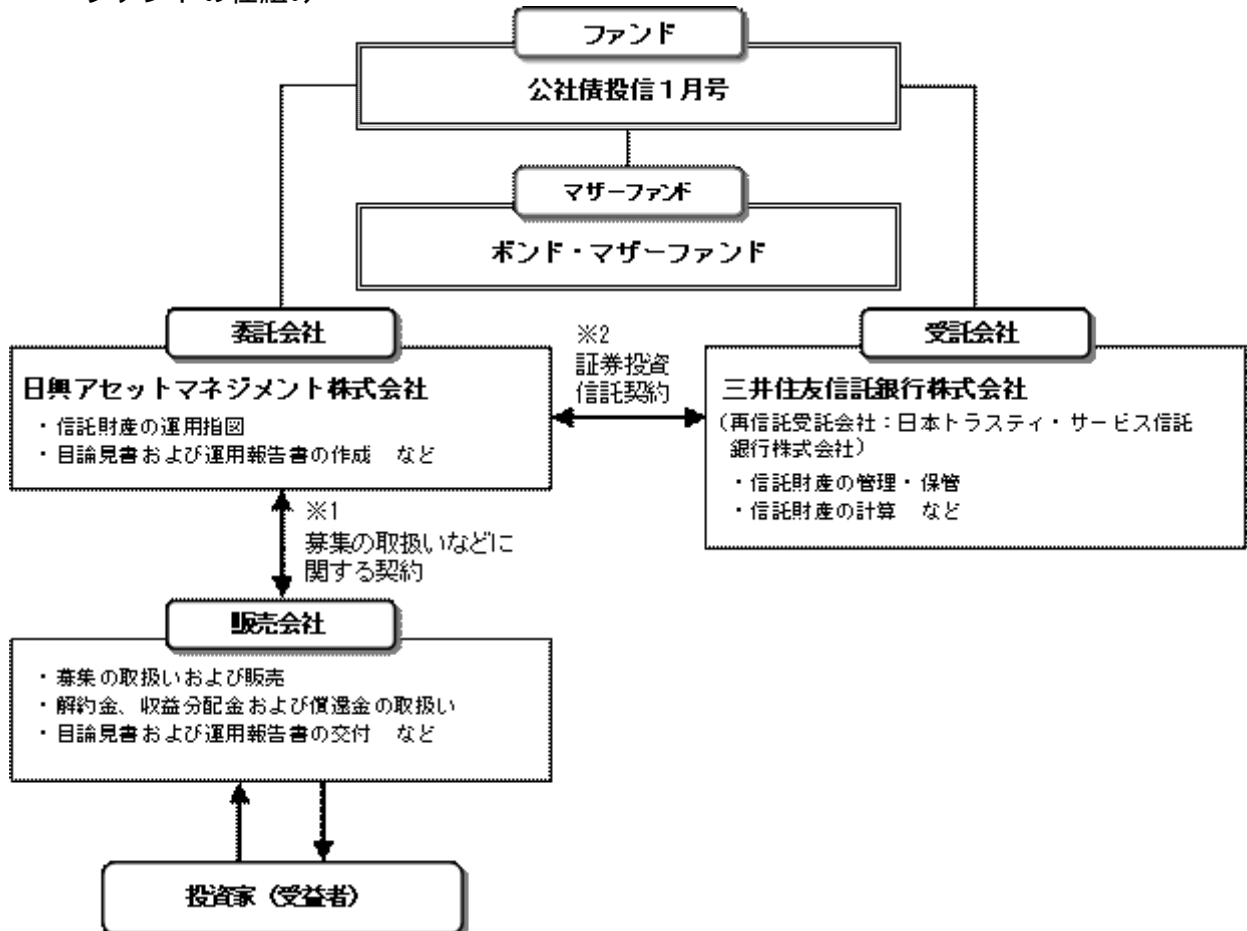 ファンドの仕組み
ファンド
公社債投信1月号
マザーファンド
ボンド・マザーファンド
委託会社
日興アセットマネジメント株式会社
・信託財産の運用指図
・目論見書および運用報告書の作成　など
※2
証券投資
信託契約
受託会社
三井住友信託銀行株式会社
（再信託受託会社：日本トラスティ・サービス信託
銀行株式会社）
・信託財産の管理・保管
・信託財産の計算　など
※1
募集の取扱いなどに
関する契約
販売会社
・募集の取扱いおよび販売
・解約金、収益分配金および償還金の取扱い
・目論見書および運用報告書の交付　など
投資家（受益者）